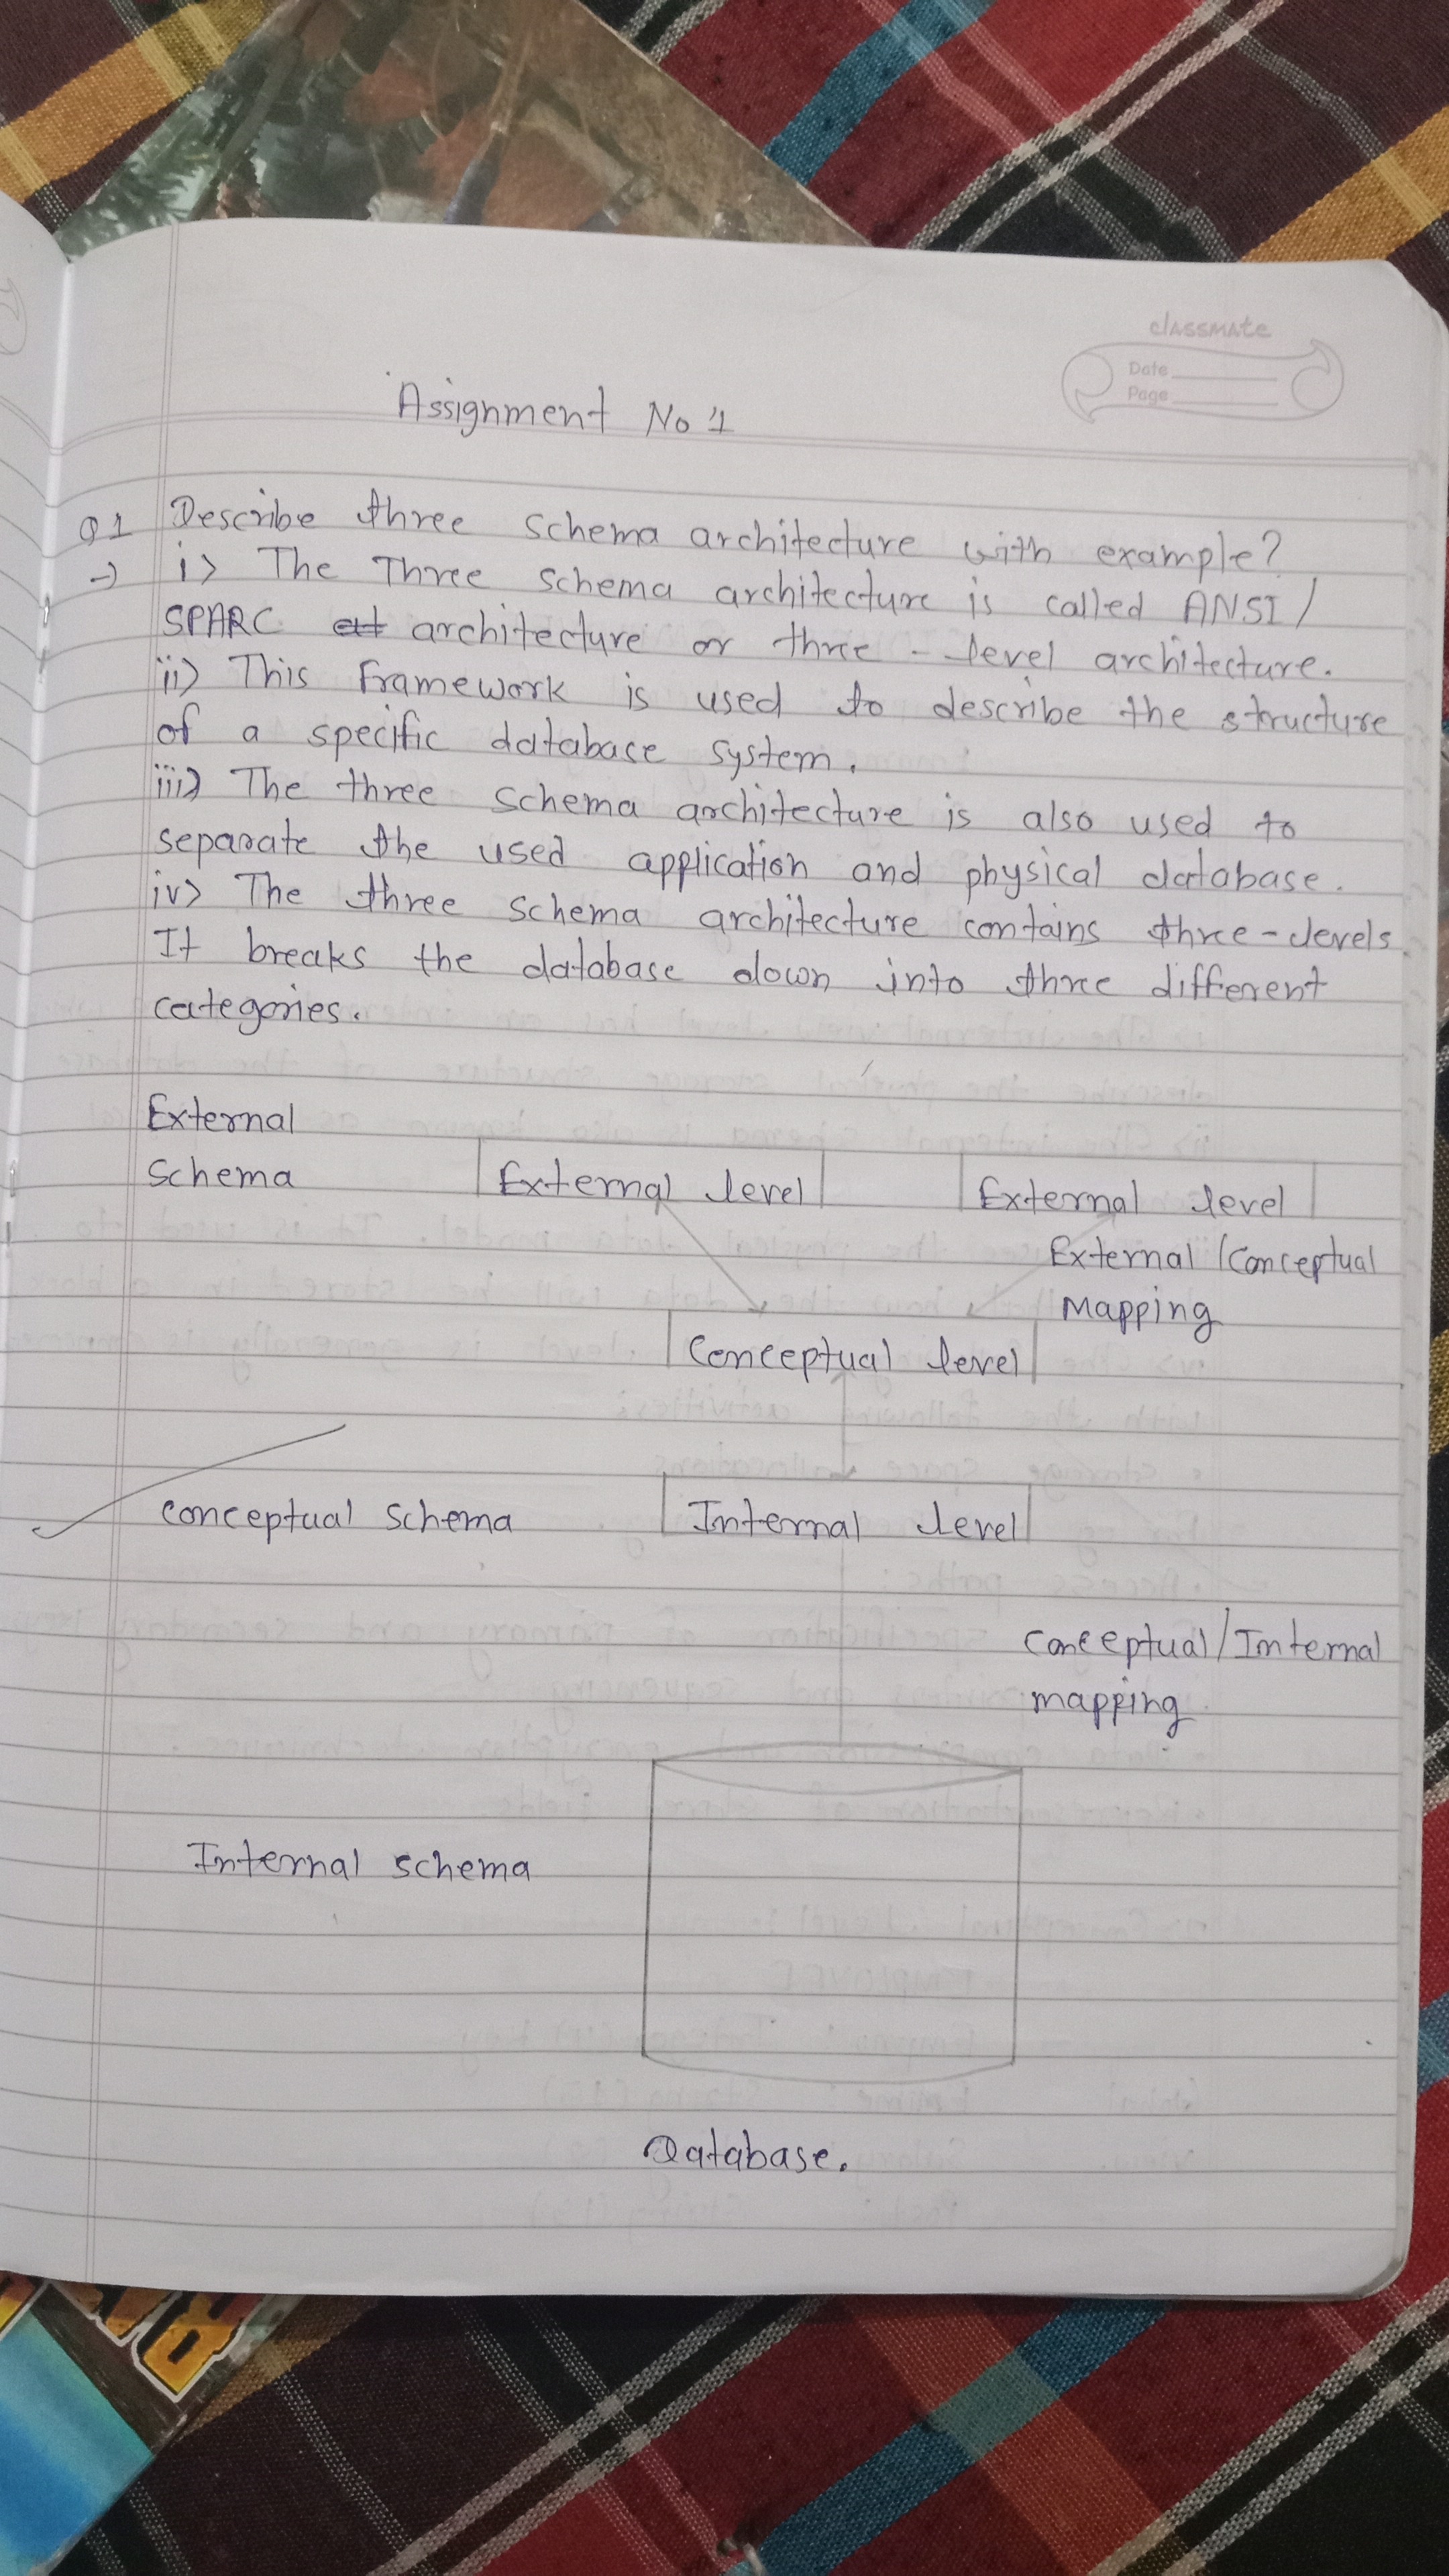 classmate
Date
Page
Assignment No 1
Q1 Describe three schema architecture with example?
→ i> The Three schema architecture is called ANSI/
SPARC architecture or three-level architecture.
ii> This framework is used to describe the structure
of a specific database system.
iii> The three schema architecture is also used to
separate the used application and physical database.
iv> The three schema architecture contains three-levels.
It breaks the database down into three different
categories.
External
Schema External level External level
External/Conceptual
Mapping
Conceptual level
Conceptual Schema Internal level
Conceptual/Internal
mapping
Internal schema
Database.